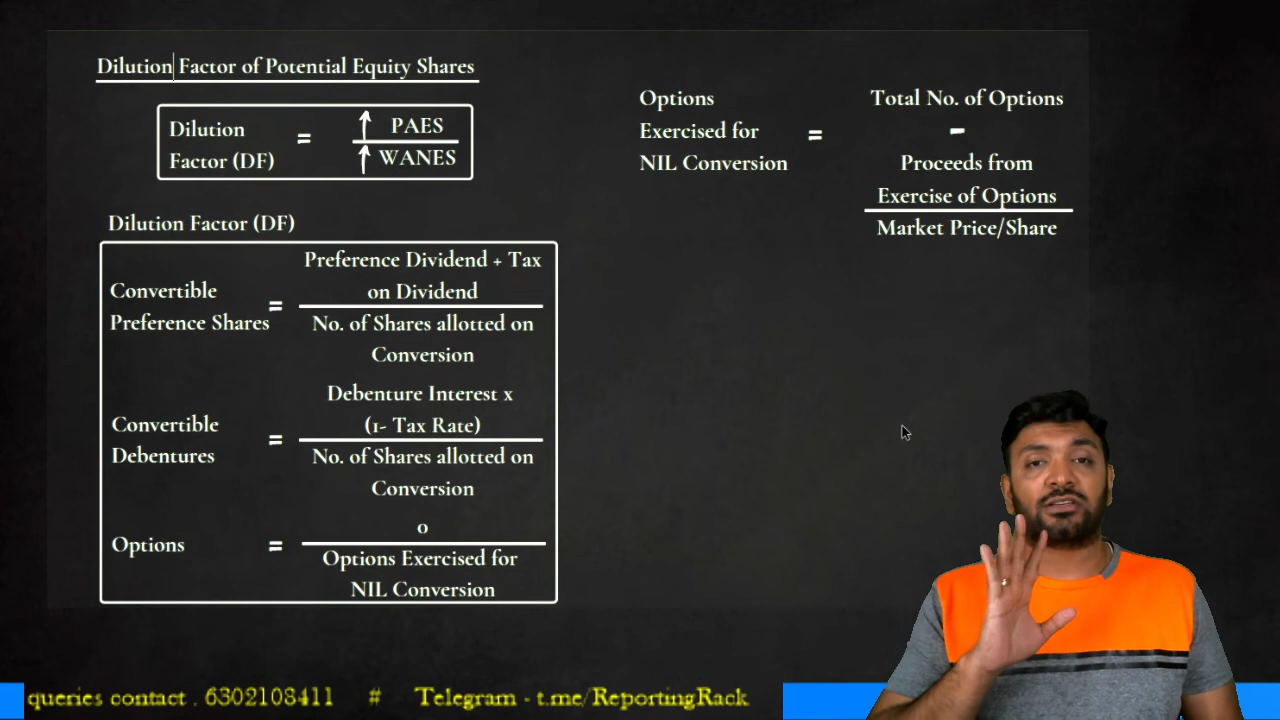 Dilution Factor of Potential Equity Shares
Dilution
Factor (DF)
=
↑ PAES
↑ WANES
Dilution Factor (DF)
Convertible
Preference Shares
=
Preference Dividend + Tax
on Dividend
No. of Shares allotted on
Conversion
Convertible
Debentures
=
Debenture Interest x
(1- Tax Rate)
No. of Shares allotted on
Conversion
Options
=
0
Options Exercised for
NIL Conversion
Options
Exercised for
NIL Conversion
=
Total No. of Options
-
Proceeds from
Exercise of Options
Market Price/Share
queries contact . 6302108411 # Telegram - t.me/ReportingRack